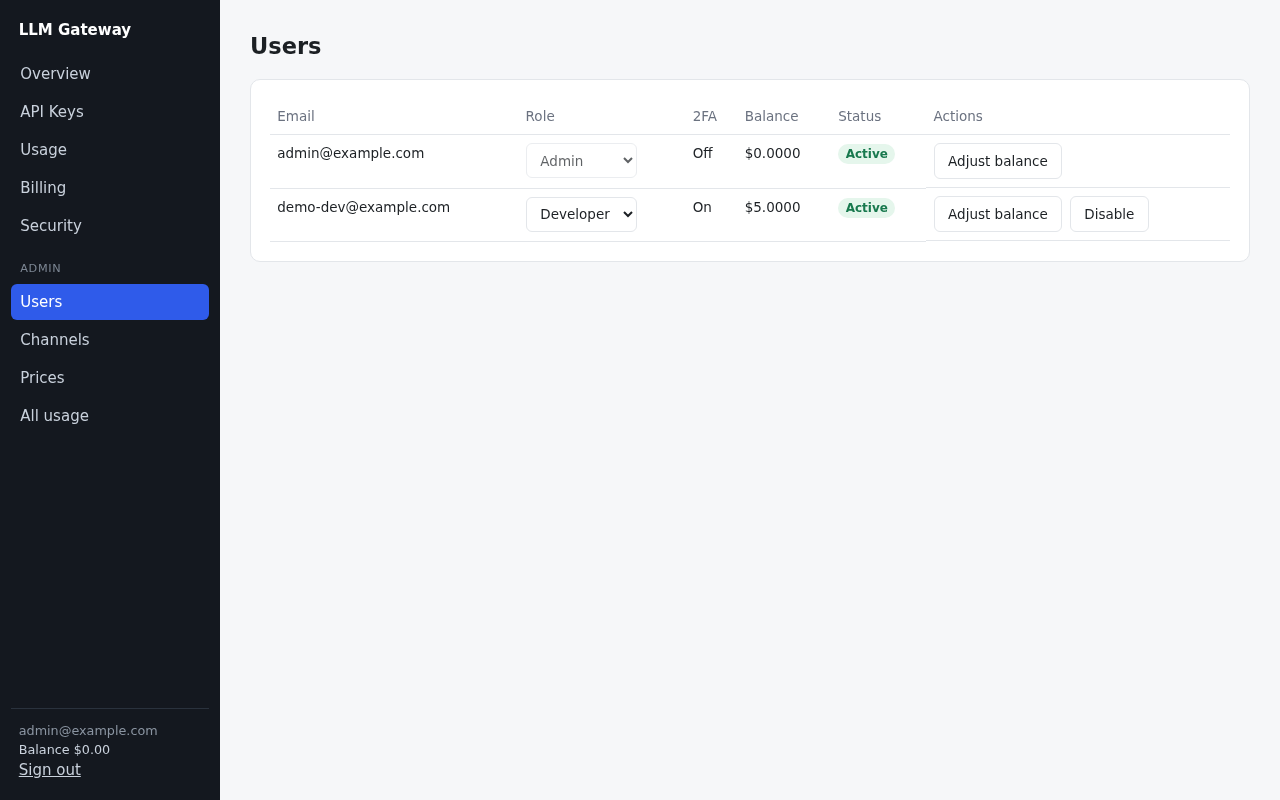 LLM Gateway
Overview
API Keys
Usage
Billing
Security
ADMIN
Users
Channels
Prices
All usage
admin@example.com
Balance $0.00
Sign out
Users
Email Role 2FA Balance Status Actions
admin@example.com Admin Off $0.0000 Active Adjust balance
demo-dev@example.com Developer On $5.0000 Active Adjust balance Disable